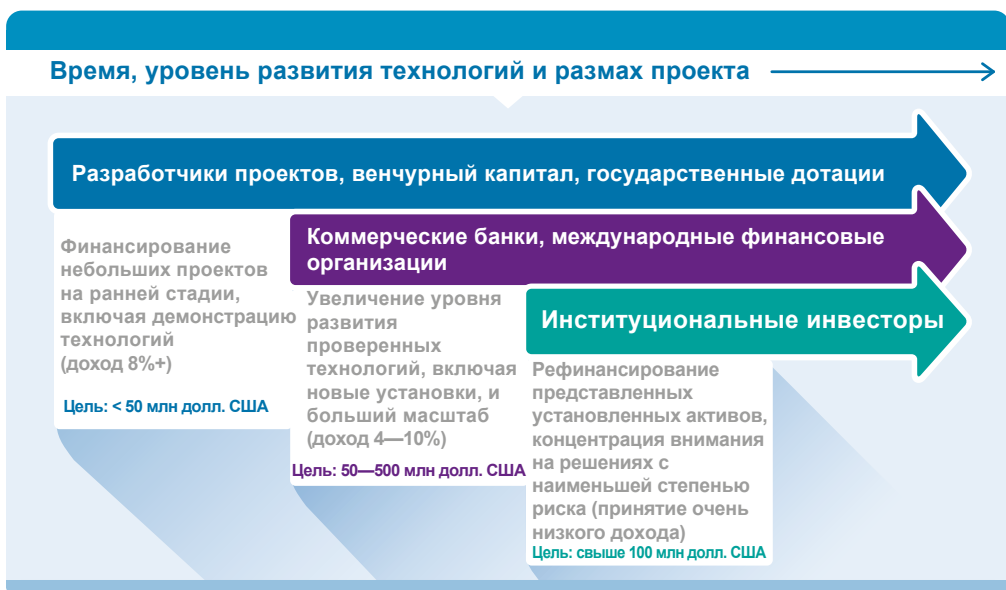 Время, уровень развития технологий и размах проекта
Разработчики проектов, венчурный капитал, государственные дотации
Финансирование
небольших проектов
на ранней стадии,
включая демонстрацию
технологий
(доход 8%+)
Цель: < 50 млн долл. США
Коммерческие банки, международные финансовые
организации
Увеличение уровня
развития
проверенных
технологий, включая
новые установки, и
больший масштаб
(доход 4—10%)
Цель: 50—500 млн долл. США
Институциональные инвесторы
Рефинансирование
представленных
установленных активов,
концентрация внимания
на решениях с
наименьшей степенью
риска (принятие очень
низкого дохода)
Цель: свыше 100 млн долл. США